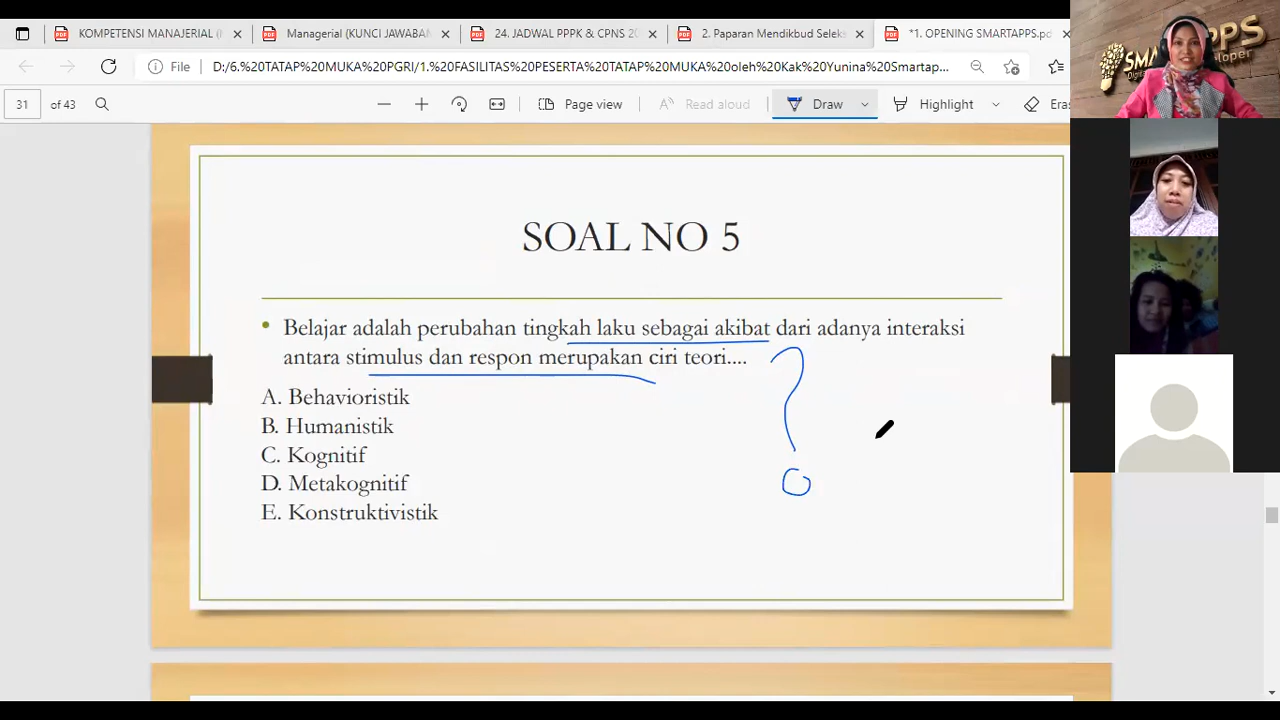 KOMPETENSI MANAJERIAL (
Managerial (KUNCI JAWABAN
24. JADWAL PPPK & CPNS 20
2. Paparan Mendikbud Seleks
*1. OPENING SMARTAPPS.pd
File
D:/6.%20TATAP%20MUKA%20PGRI/1.%20FASILITAS%20PESERTA%20TATAP%20MUKA%20oleh%20Kak%20Yunina%20Smartap...
31 of 43
Page view
Read aloud
Draw
Highlight
Eras
SOAL NO 5
• Belajar adalah perubahan tingkah laku sebagai akibat dari adanya interaksi
antara stimulus dan respon merupakan ciri teori....
A. Behavioristik
B. Humanistik
C. Kognitif
D. Metakognitif
E. Konstruktivistik
?